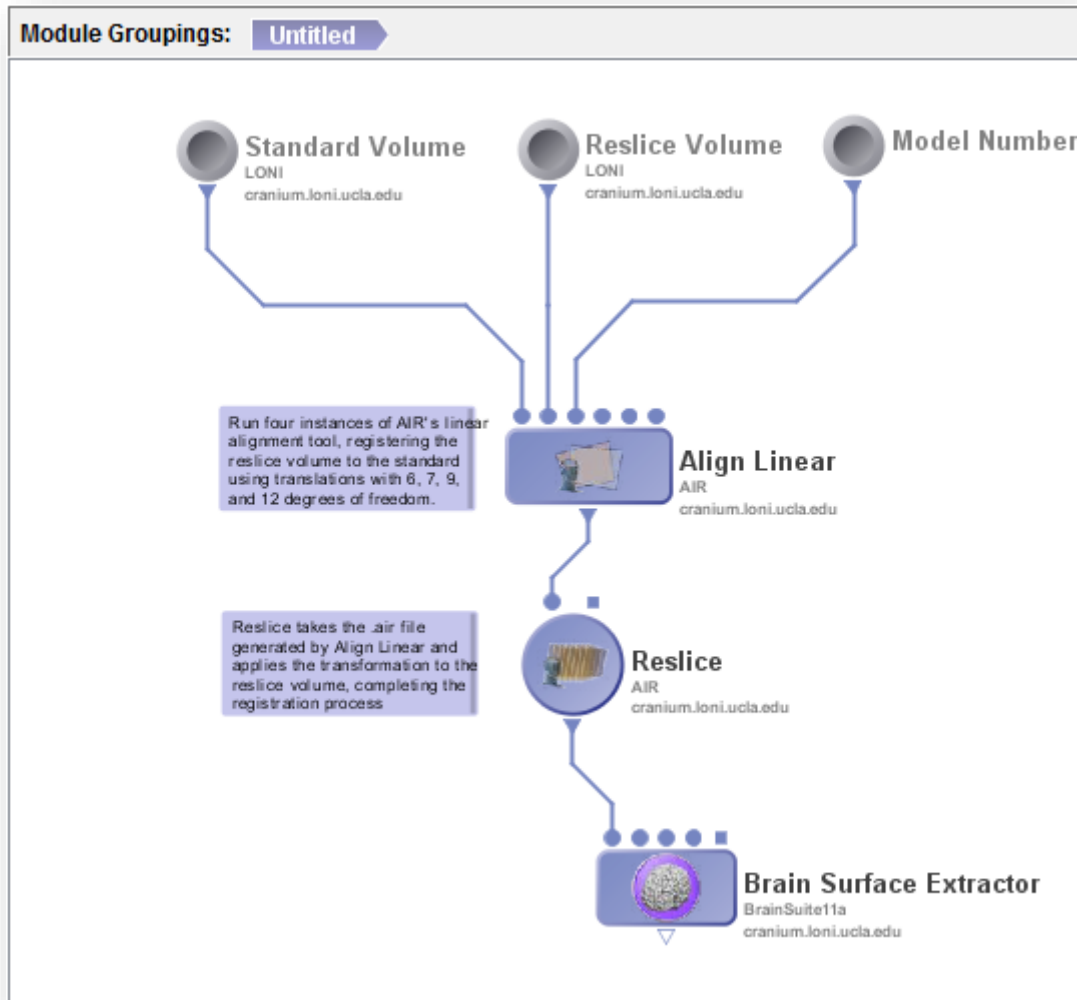 Module Groupings: Untitled
Standard Volume
LONI
cranium.loni.ucla.edu
Reslice Volume
LONI
cranium.loni.ucla.edu
Model Number
Run four instances of AIR's linear
alignment tool, registering the
reslice volume to the standard
using translations with 6, 7, 9,
and 12 degrees of freedom.
Align Linear
AIR
cranium.loni.ucla.edu
Reslice takes the .air file
generated by Align Linear and
applies the transformation to the
reslice volume, completing the
registration process
Reslice
AIR
cranium.loni.ucla.edu
Brain Surface Extractor
BrainSuite11a
cranium.loni.ucla.edu